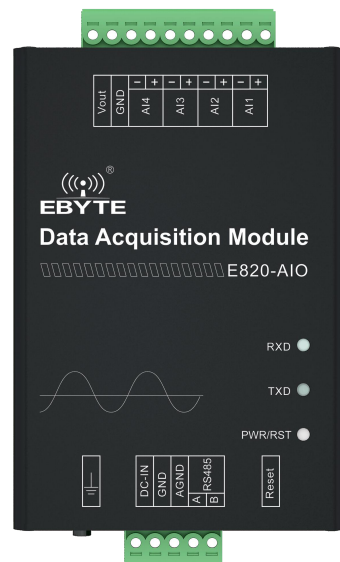 Vout
GND
AI4 - +
AI3 - +
AI2 - +
AI1 - +
®
EBYTE
Data Acquisition Module
E820-AIO
RXD
TXD
PWR/RST
DC-IN
GND
AGND
RS485
A
B
Reset